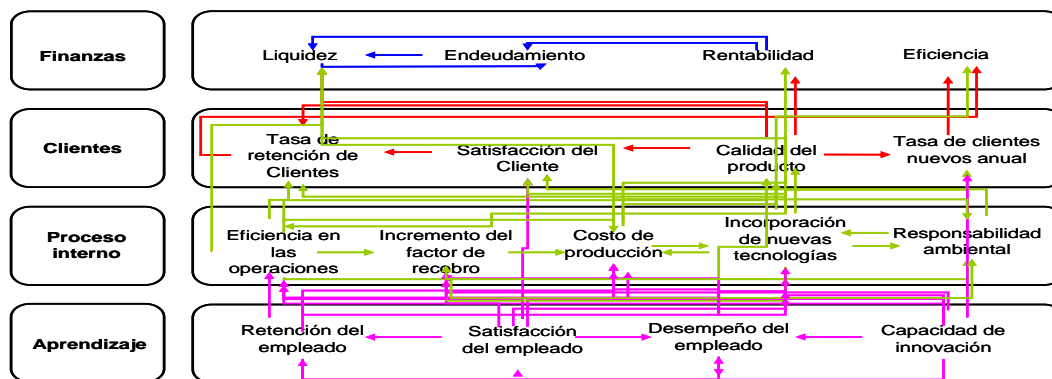 Finanzas
Liquidez
Endeudamiento
Rentabilidad
Eficiencia
Clientes
Tasa de
retención de
Clientes
Satisfacción del
Cliente
Calidad del
producto
Tasa de clientes
nuevos anual
Proceso
interno
Eficiencia en
las
operaciones
Incremento del
factor de
recobro
Costo de
producción
Incorporación
de nuevas
tecnologías
Responsabilidad
ambiental
Aprendizaje
Retención del
empleado
Satisfacción
del empleado
Desempeño del
empleado
Capacidad de
innovación